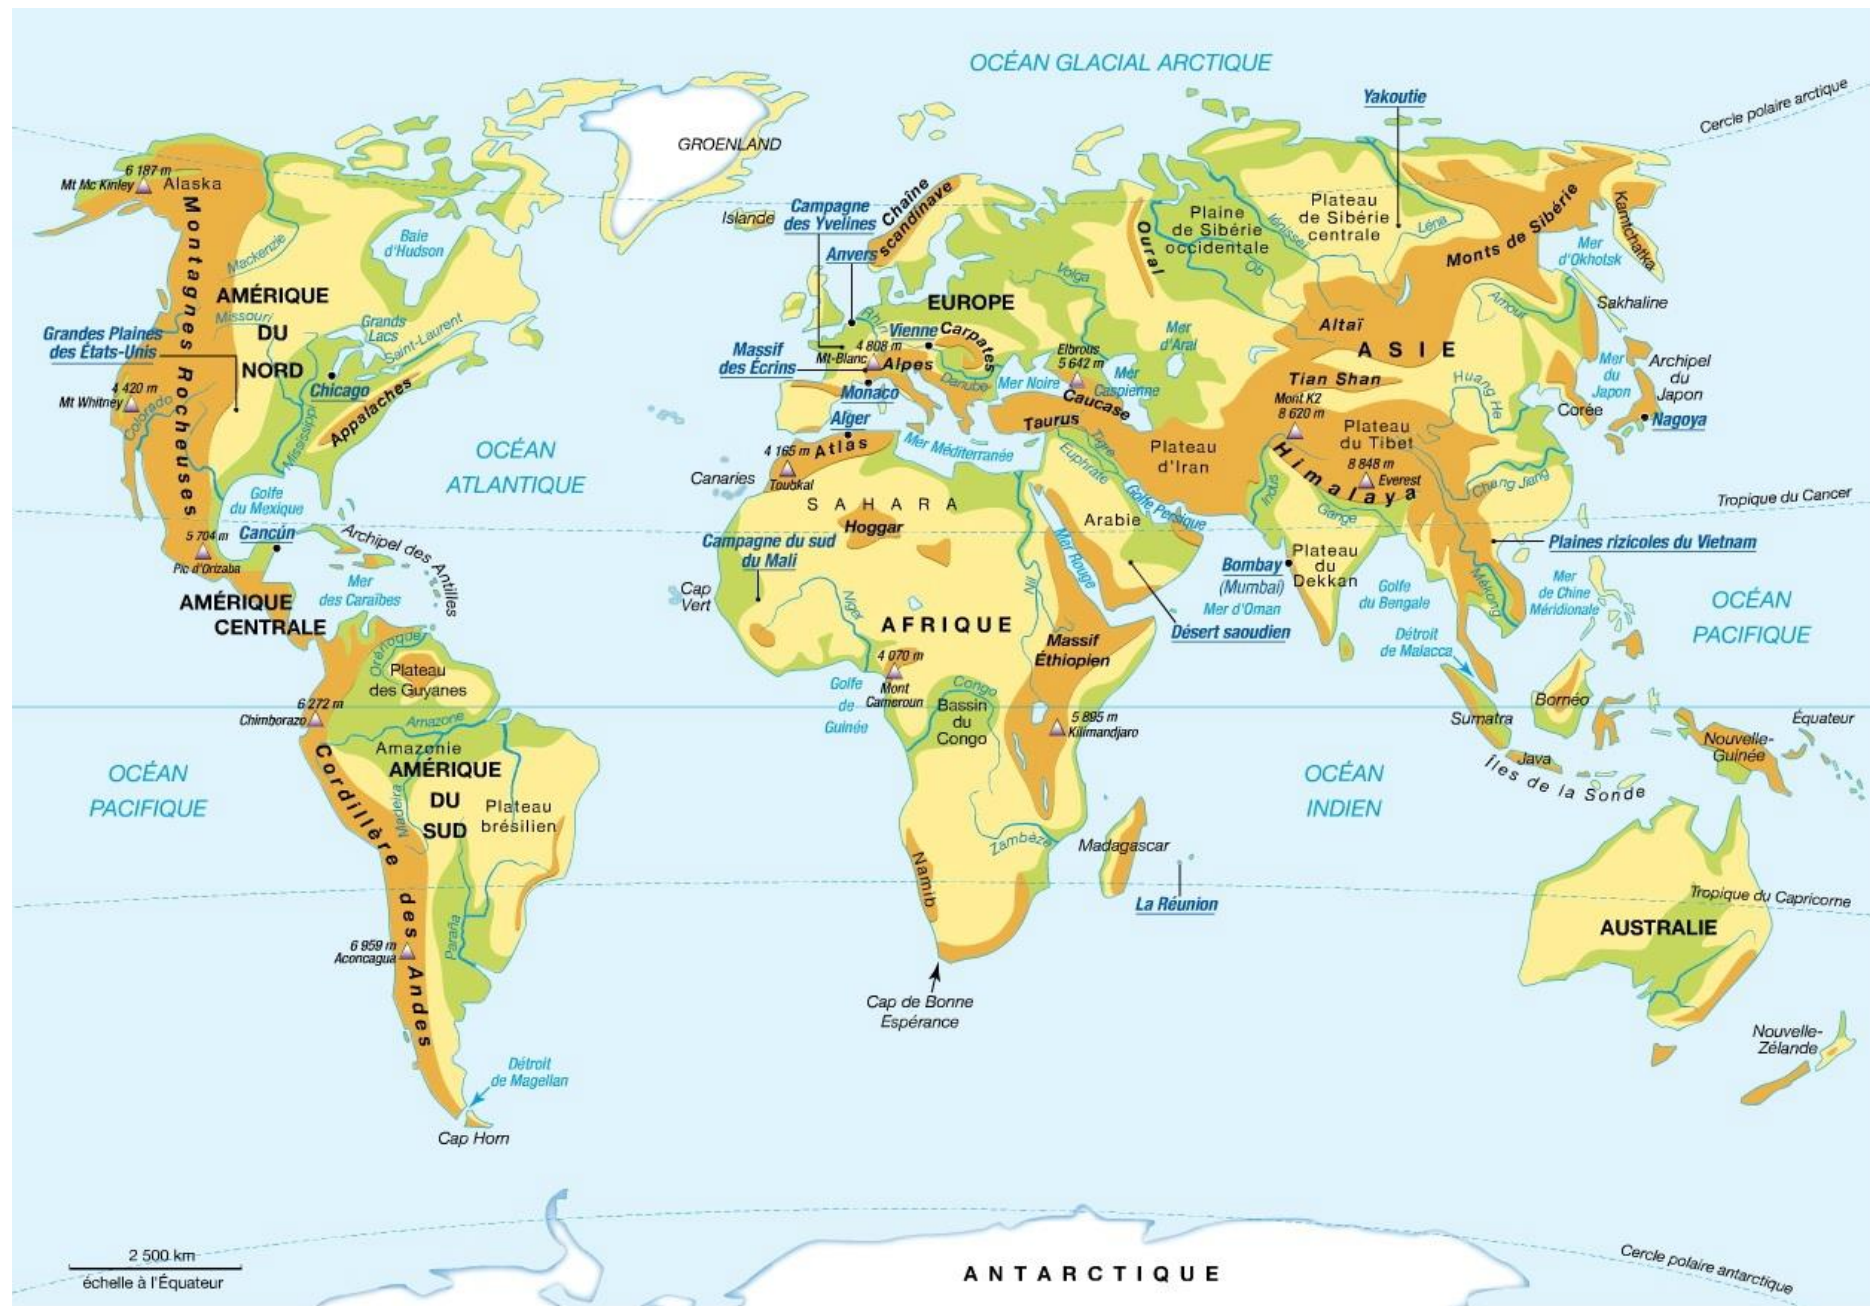 OCÉAN GLACIAL ARCTIQUE
Cercle polaire arctique
Yakoutie
GROENLAND
6 187 m
Mt Mc Kinley
Alaska
Islande
Campagne
des Yvelines
Anvers
Chaîne
scandinave
Plaine
de Sibérie
occidentale
Plateau
de Sibérie
centrale
Oural
Iénisseï
Ob
Léna
Monts de Sibérie
Kamtchatka
Mer
d'Okhotsk
Montagnes Rocheuses
Mackenzie
Baie
d'Hudson
AMÉRIQUE
DU
NORD
Missouri
Grands
Lacs
Saint-Laurent
Grandes Plaines
des États-Unis
Chicago
Appalaches
Mississippi
4 420 m
Mt Whitney
Colorado
EUROPE
Volga
Rhin
Vienne
Carpates
4 808 m
Mt-Blanc
Alpes
Massif
des Écrins
Monaco
Danube
Mer Noire
Elbrous
5 642 m
Mer
Caspienne
Caucase
Mer
d'Aral
Altaï
ASIE
Tian Shan
Mont K2
8 620 m
Huang He
Amour
Sakhaline
Mer
du
Japon
Archipel
du
Japon
Corée
Nagoya
Alger
4 165 m
Atlas
Toubkal
Mer Méditerranée
Taurus
Tigre
Euphrate
Plateau
d'Iran
Plateau
du Tibet
Himalaya
8 848 m
Everest
Chang Jiang
OCÉAN
ATLANTIQUE
Canaries
SAHARA
Hoggar
Golfe Persique
Arabie
Indus
Gange
Tropique du Cancer
Golfe
du Mexique
5 704 m
Pic d'Orizaba
Cancún
Archipel des Antilles
Campagne du sud
du Mali
Mer Rouge
Nil
Bombay
(Mumbai)
Plateau
du
Dekkan
Plaines rizicoles du Vietnam
Mer
des Caraïbes
Cap
Vert
Niger
Mer d'Oman
Désert saoudien
Golfe
du Bengale
Mékong
Mer
de Chine
Méridionale
OCÉAN
PACIFIQUE
AMÉRIQUE
CENTRALE
AFRIQUE
Massif
Éthiopien
Détroit
de Malacca
Orénoque
Plateau
des Guyanes
4 070 m
Mont
Cameroun
Golfe
de
Guinée
Congo
Bassin
du
Congo
5 895 m
Kilimandjaro
Sumatra
Bornéo
Équateur
6 272 m
Chimborazo
Amazone
Amazonie
AMÉRIQUE
DU
SUD
Madeira
Plateau
brésilien
Java
Îles de la Sonde
Nouvelle-
Guinée
OCÉAN
PACIFIQUE
OCÉAN
INDIEN
Cordillère des Andes
Zambèze
Madagascar
Namib
La Réunion
Tropique du Capricorne
AUSTRALIE
Paraña
6 959 m
Aconcagua
Cap de Bonne
Espérance
Nouvelle-
Zélande
Détroit
de Magellan
Cap Horn
2 500 km
échelle à l'Équateur
ANTARCTIQUE
Cercle polaire antarctique